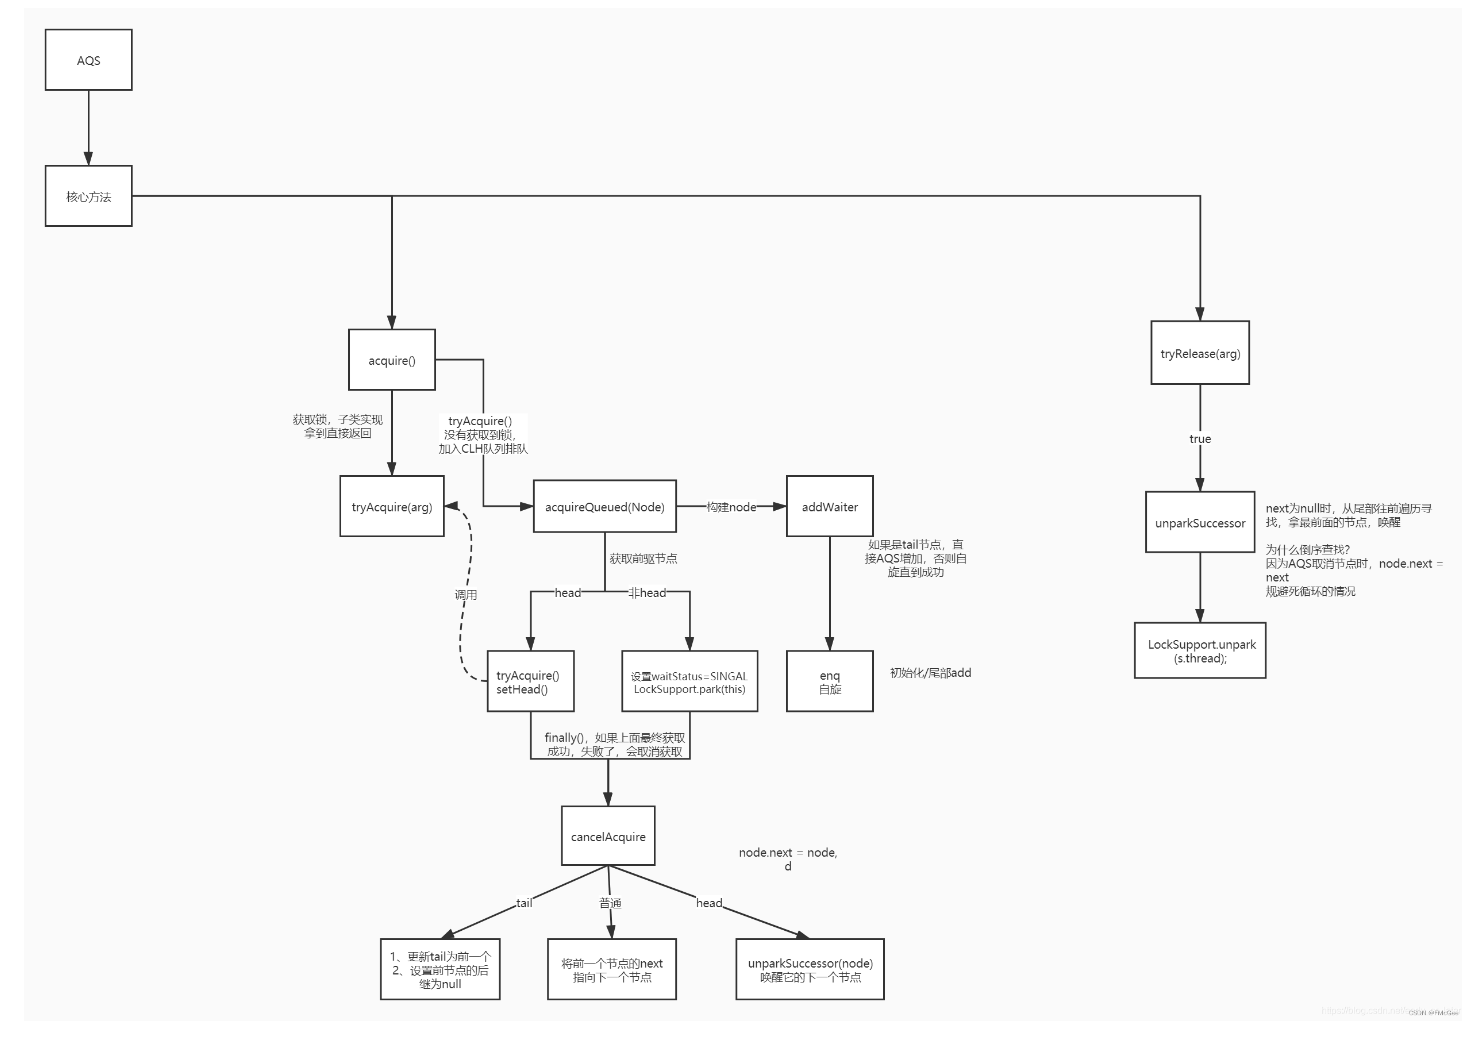 AQS
核心方法
acquire()
tryRelease(arg)
获取锁，子类实现
拿到直接返回
tryAcquire()
没有获取到锁，
加入CLH队列排队
true
tryAcquire(arg)
acquireQueued(Node)
构建node
addWaiter
unparkSuccessor
next为null时，从尾部往前遍历寻
找，拿最前面的节点，唤醒
为什么倒序查找？
因为AQS取消节点时，node.next =
next
规避死循环的情况
如果是tail节点，直
接AQS增加，否则自
旋直到成功
获取前驱节点
调用
head
非head
tryAcquire()
setHead()
设置waitStatus=SINGAL
LockSupport.park(this)
enq
自旋
初始化/尾部add
LockSupport.unpark
(s.thread);
finally()，如果上面最终获取
成功，失败了，会取消获取
cancelAcquire
node.next = node,
d
tail
普通
head
1、更新tail为前一个
2、设置前节点的后
继为null
将前一个节点的next
指向下一个节点
unparkSuccessor(node)
唤醒它的下一个节点